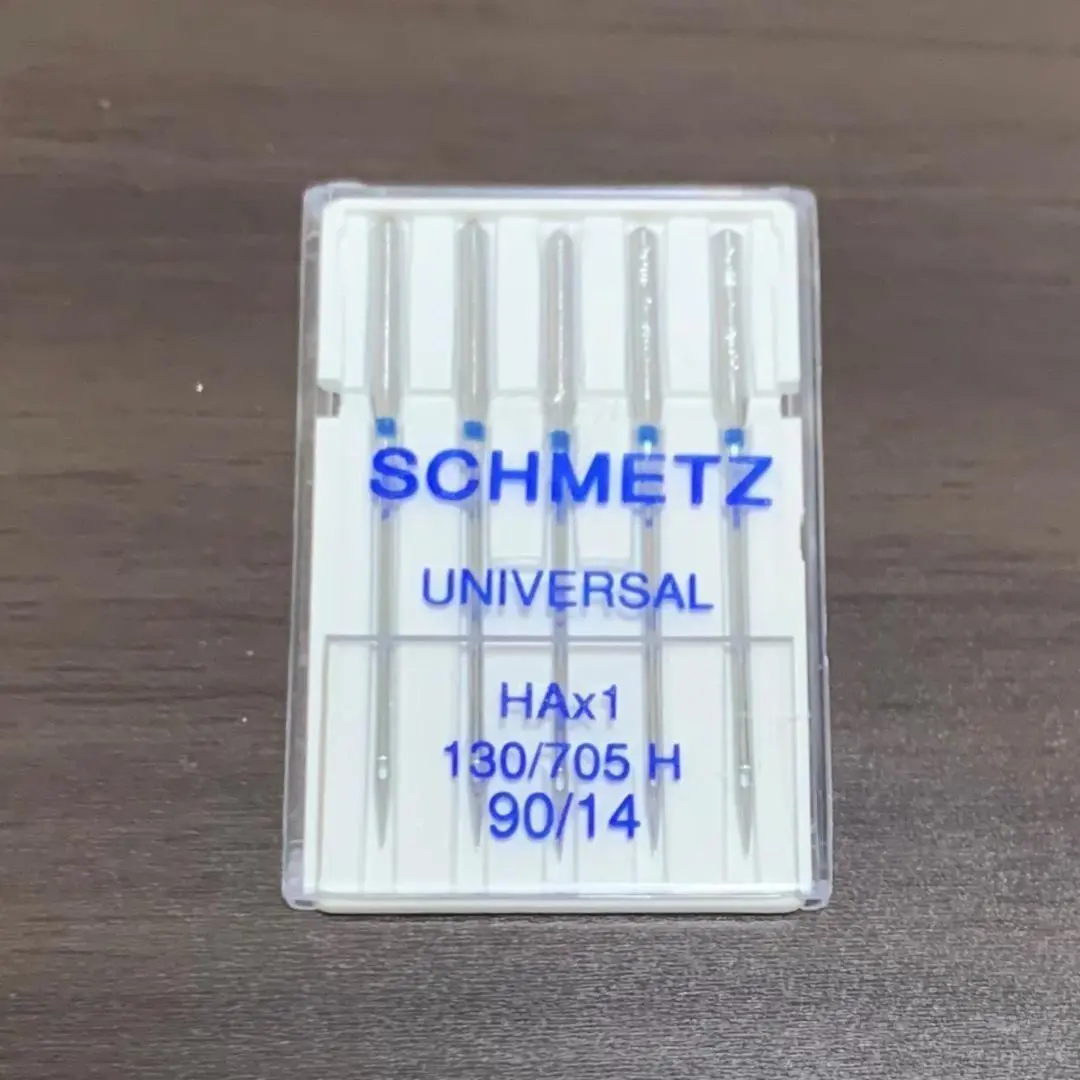 SCHMETZ
UNIVERSAL
HAx1
130/705 H
90/14